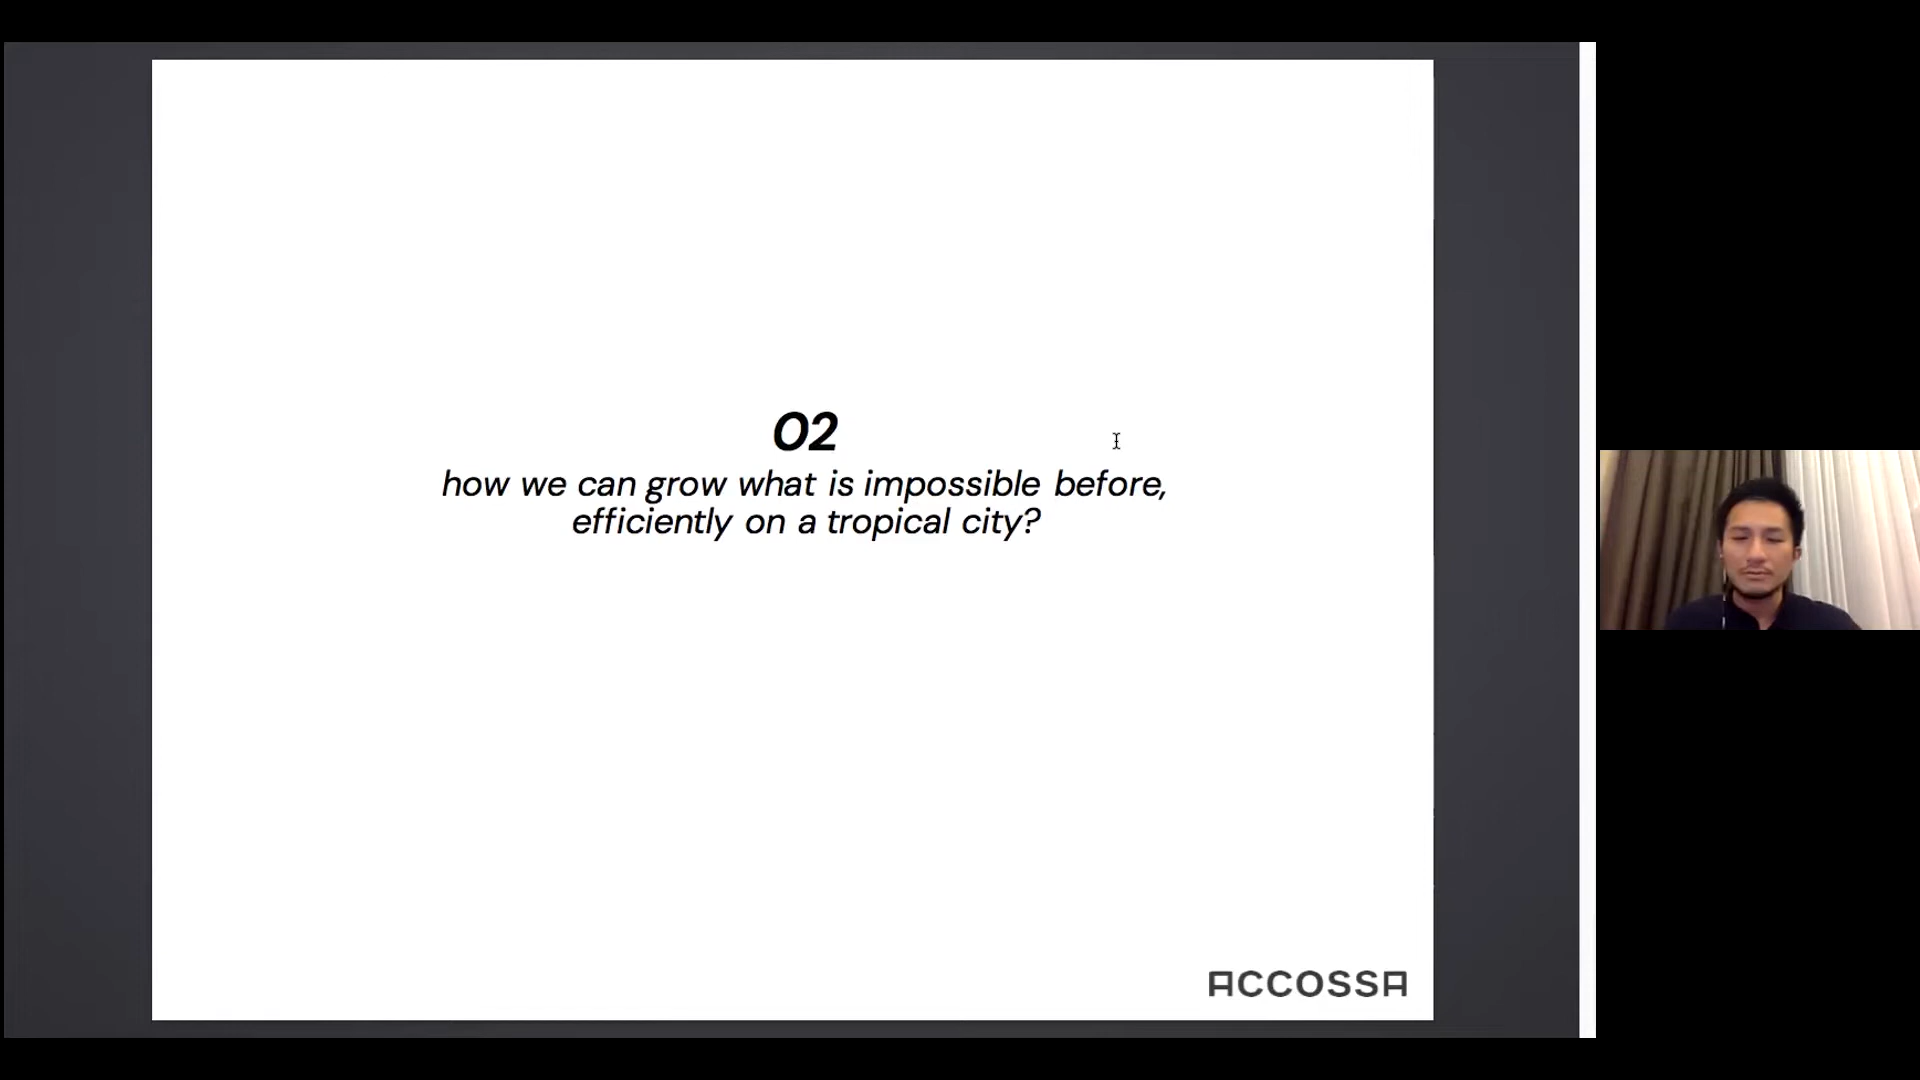 02
how we can grow what is impossible before,
efficiently on a tropical city?
ACCOSSA